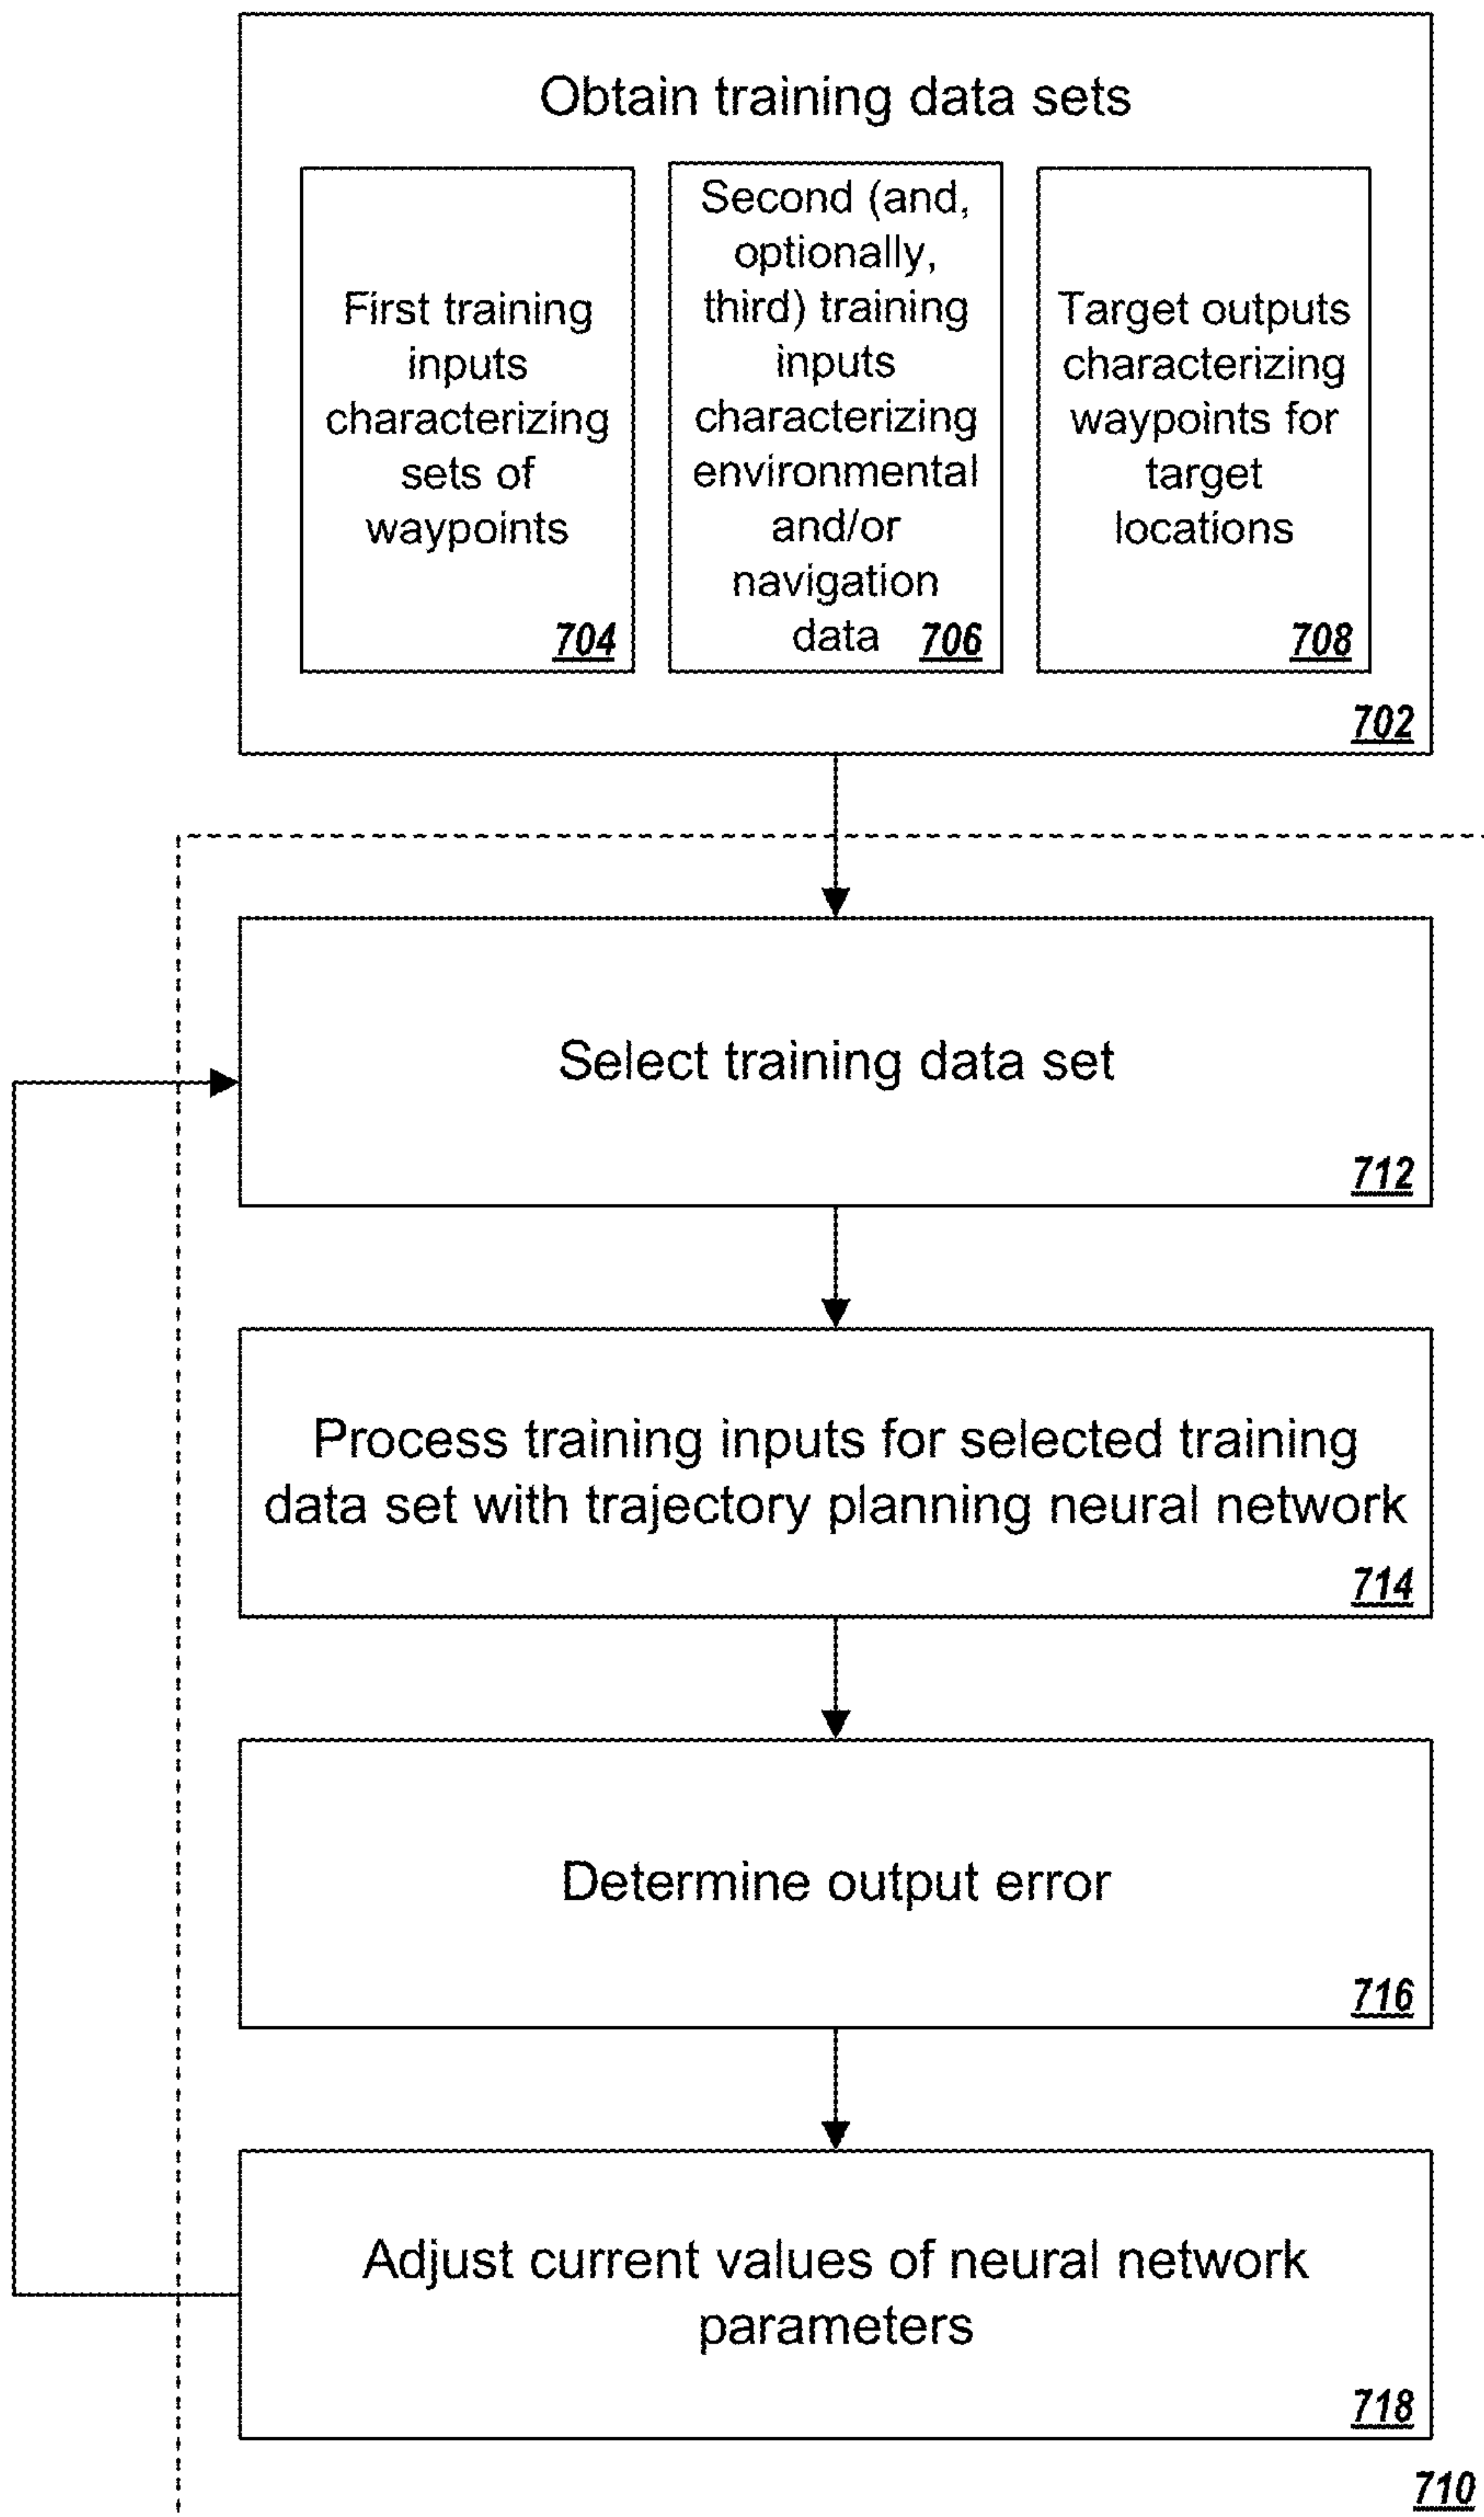 Obtain training data sets
First training
inputs
characterizing
sets of
waypoints
704
Second (and,
optionally,
third) training
inputs
characterizing
environmental
and/or
navigation
data
706
Target outputs
characterizing
waypoints for
target
locations
708
702
Select training data set
712
Process training inputs for selected training
data set with trajectory planning neural network
714
Determine output error
716
Adjust current values of neural network
parameters
718
710